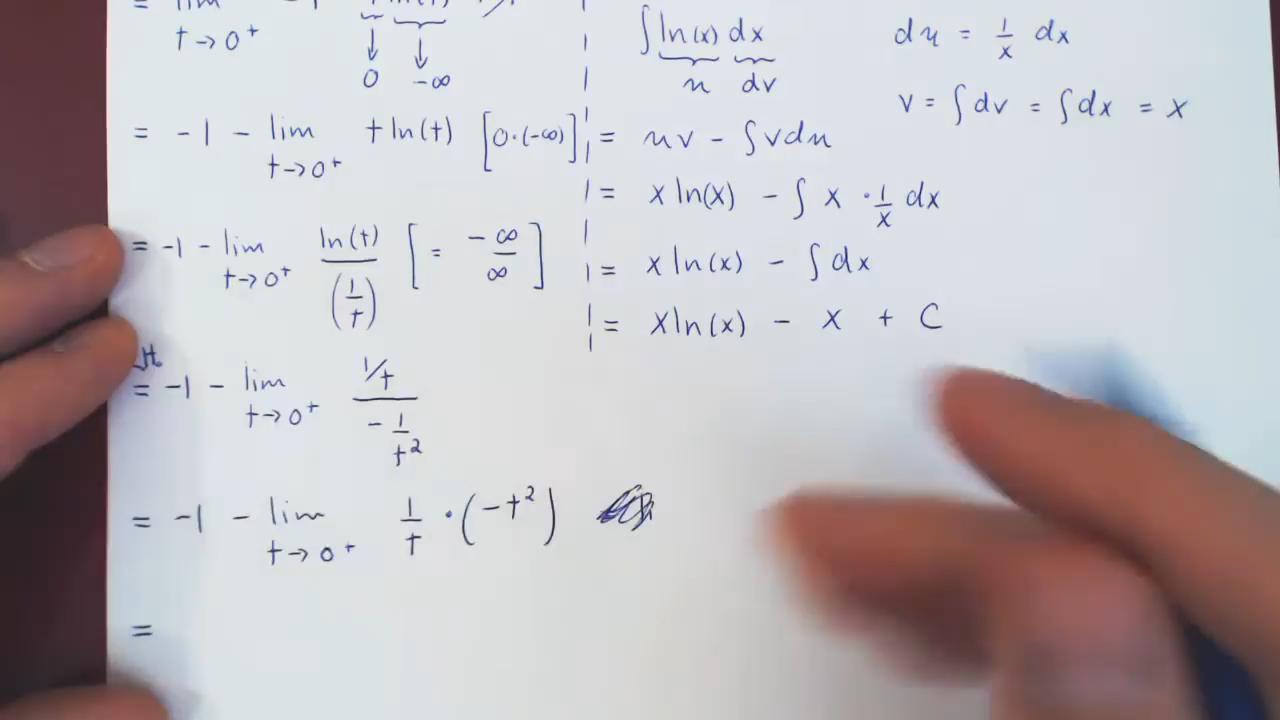 t→0⁺
0 -∞
= -1 - lim t ln(t) [0·(-∞)]
t→0⁺
= -1 - lim ln(t)/(1/t) [= -∞/∞]
t→0⁺
LH
= -1 - lim (1/t)/(-1/t²)
t→0⁺
= -1 - lim 1/t · (-t²)
t→0⁺
=
∫ ln(x) dx
u dv
= uv - ∫ v du
= x ln(x) - ∫ x · 1/x dx
= x ln(x) - ∫ dx
= x ln(x) - x + C
du = 1/x dx
v = ∫ dv = ∫ dx = x